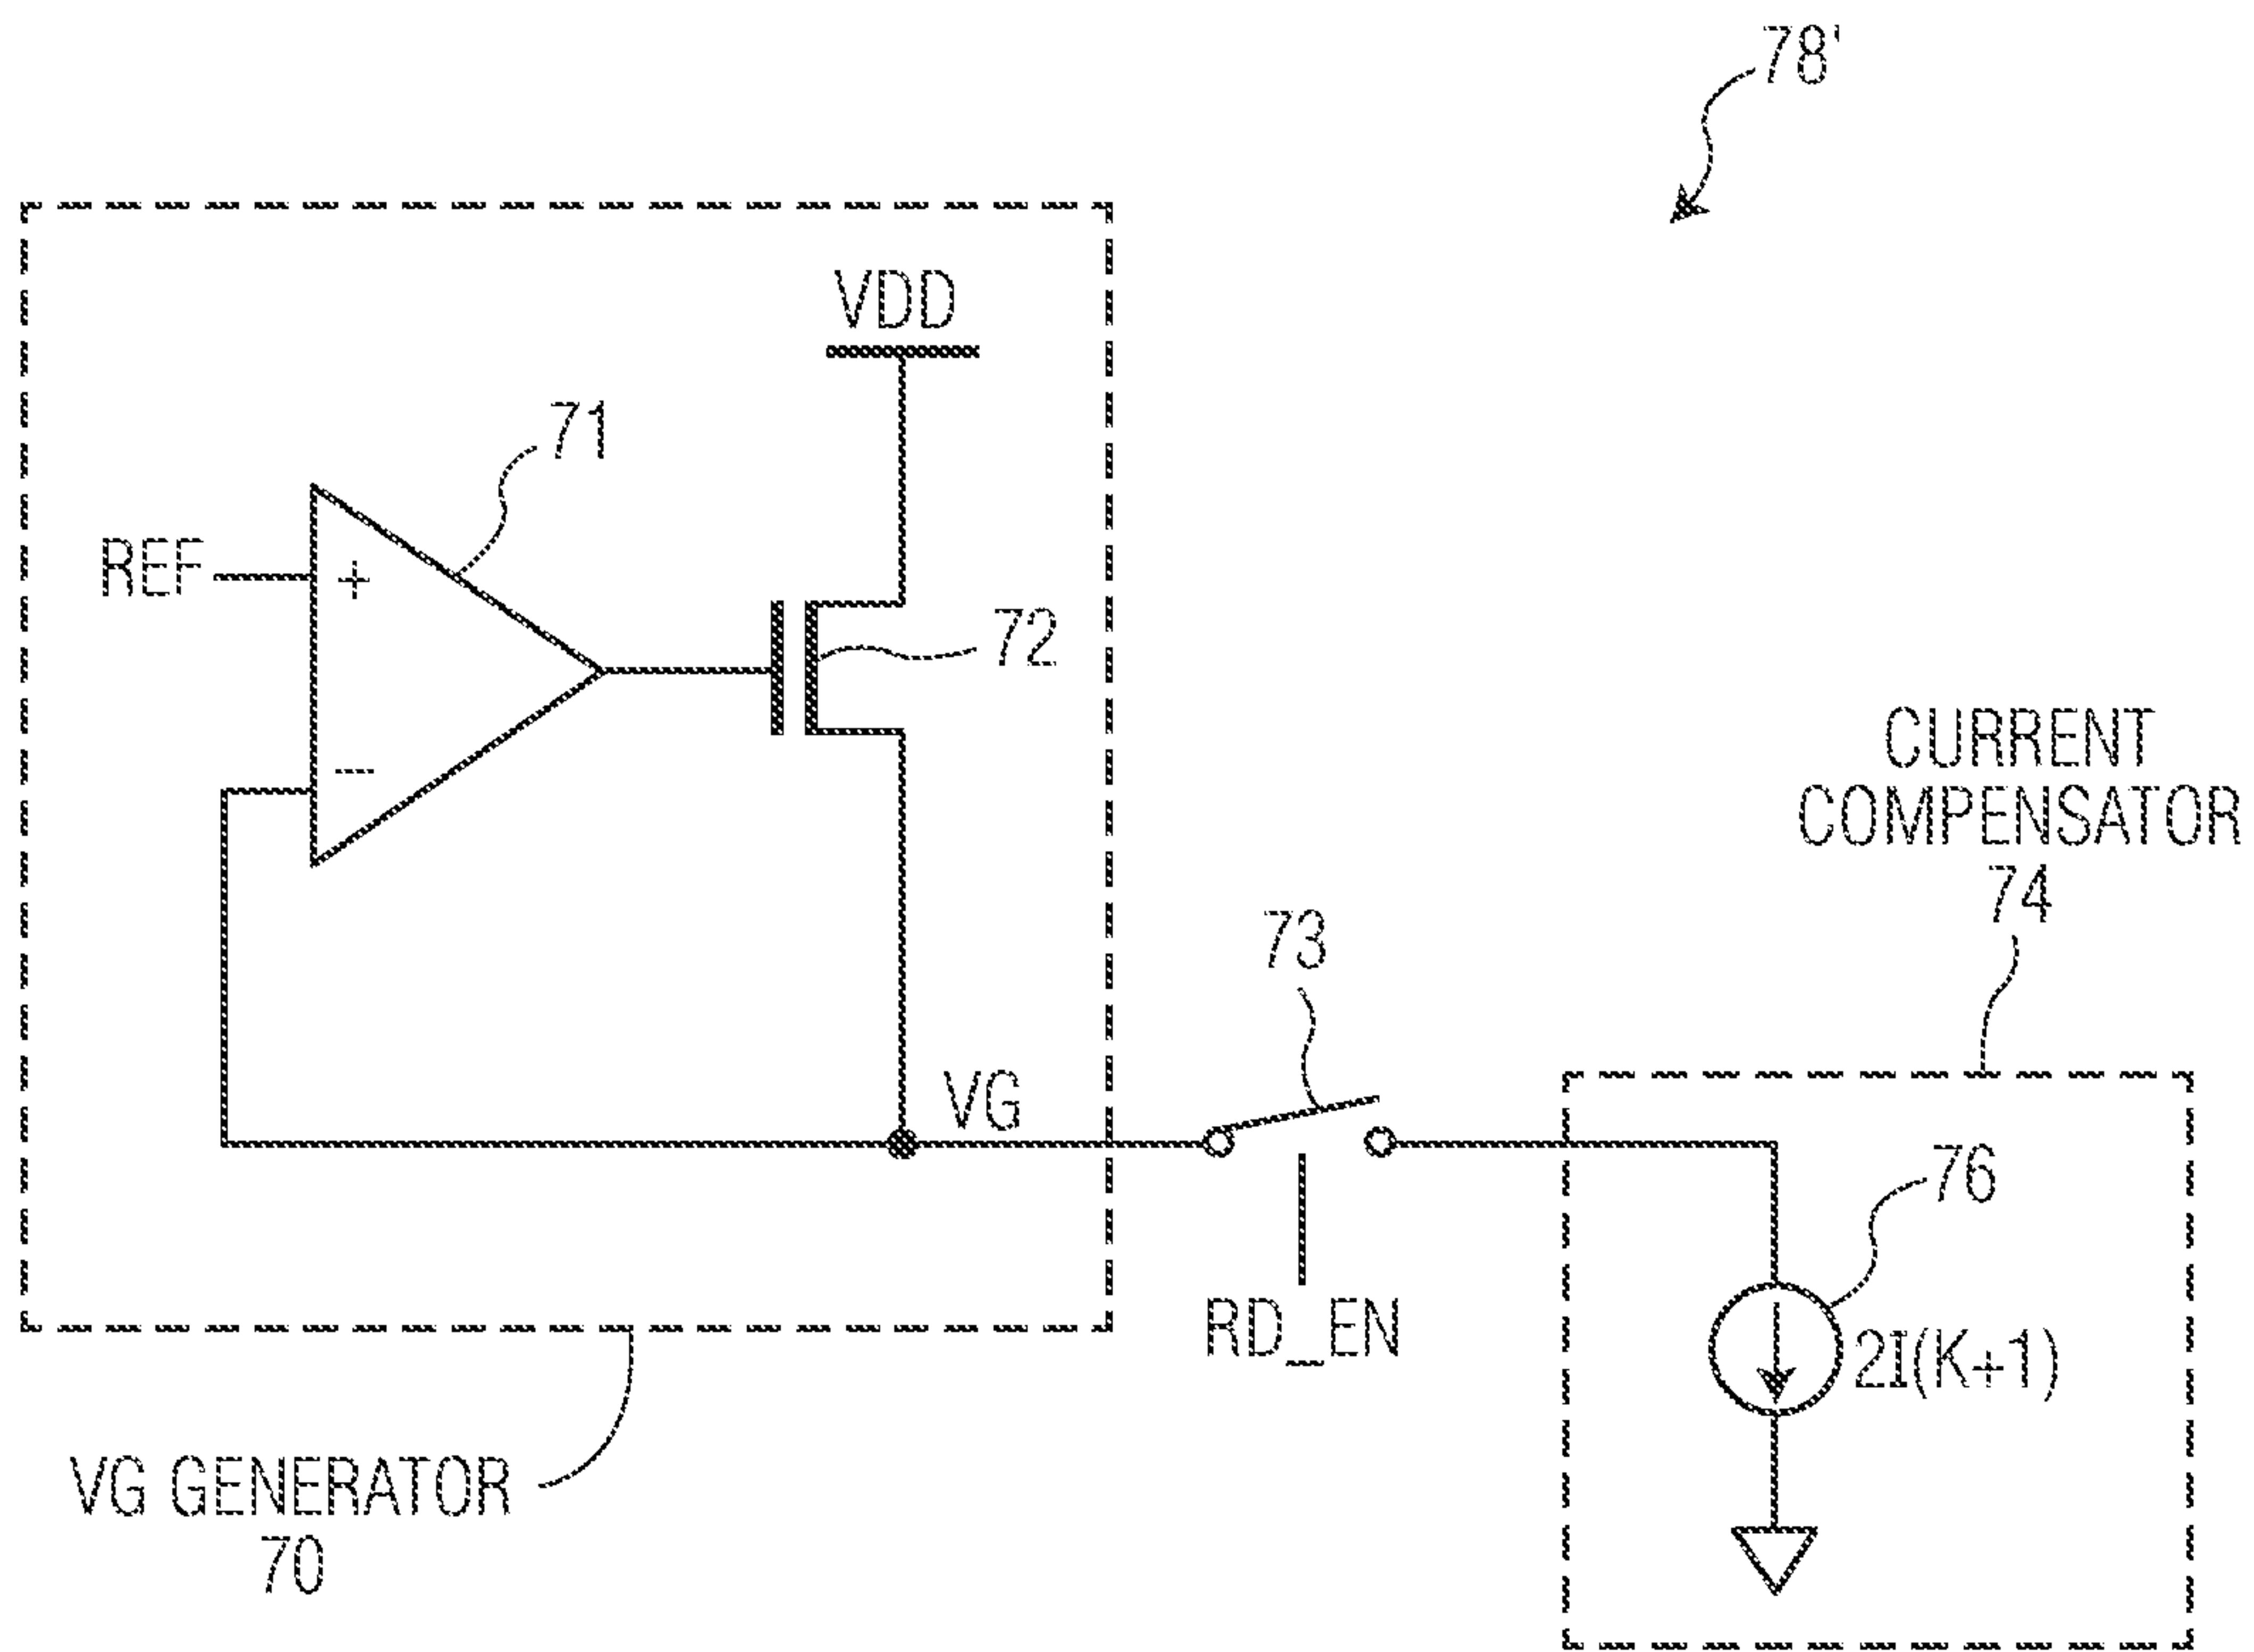 78'
VDD
71
REF
+
72
-
CURRENT
COMPENSATOR
74
73
VG
76
RD_EN
2I(K+1)
VG GENERATOR
70